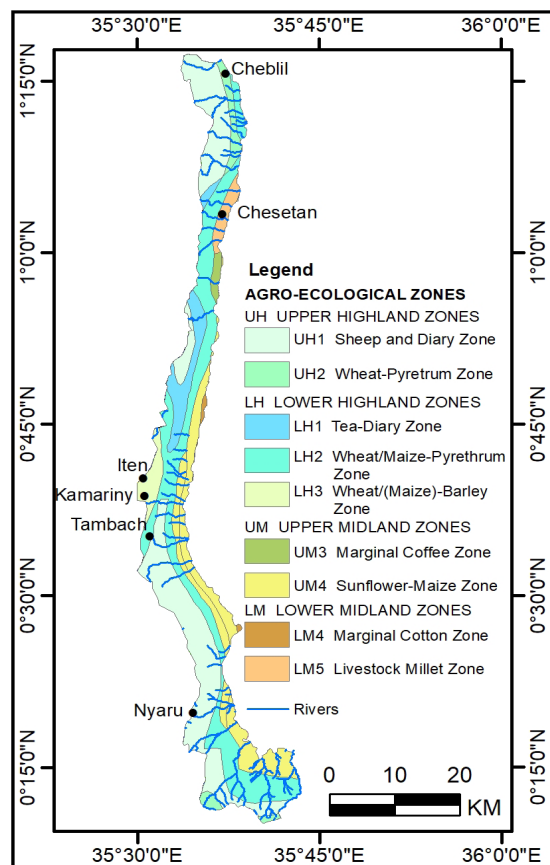 35°30'0"E 35°45'0"E 36°0'0"E
1°15'0"N 1°15'0"N
Cheblil
Chesetan
1°0'0"N 1°0'0"N
Legend
AGRO-ECOLOGICAL ZONES
UH UPPER HIGHLAND ZONES
UH1 Sheep and Diary Zone
UH2 Wheat-Pyretrum Zone
LH LOWER HIGHLAND ZONES
LH1 Tea-Diary Zone
LH2 Wheat/Maize-Pyrethrum
Zone
LH3 Wheat/(Maize)-Barley
Zone
UM UPPER MIDLAND ZONES
UM3 Marginal Coffee Zone
UM4 Sunflower-Maize Zone
LM LOWER MIDLAND ZONES
LM4 Marginal Cotton Zone
LM5 Livestock Millet Zone
Rivers
0°45'0"N 0°45'0"N
Iten
Kamariny
Tambach
0°30'0"N 0°30'0"N
Nyaru
0°15'0"N 0°15'0"N
0 10 20
KM
35°30'0"E 35°45'0"E 36°0'0"E